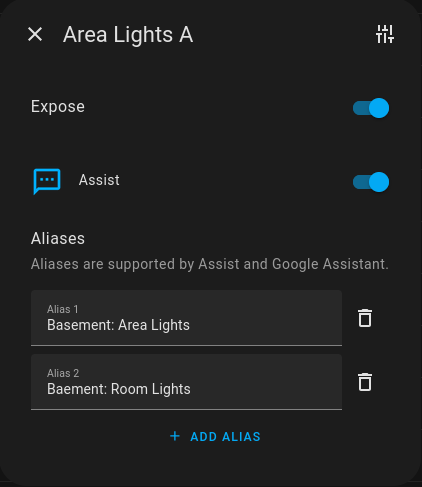 Area Lights A
Expose
Assist
Aliases
Aliases are supported by Assist and Google Assistant.
Alias 1
Basement: Area Lights
Alias 2
Baement: Room Lights
+ ADD ALIAS